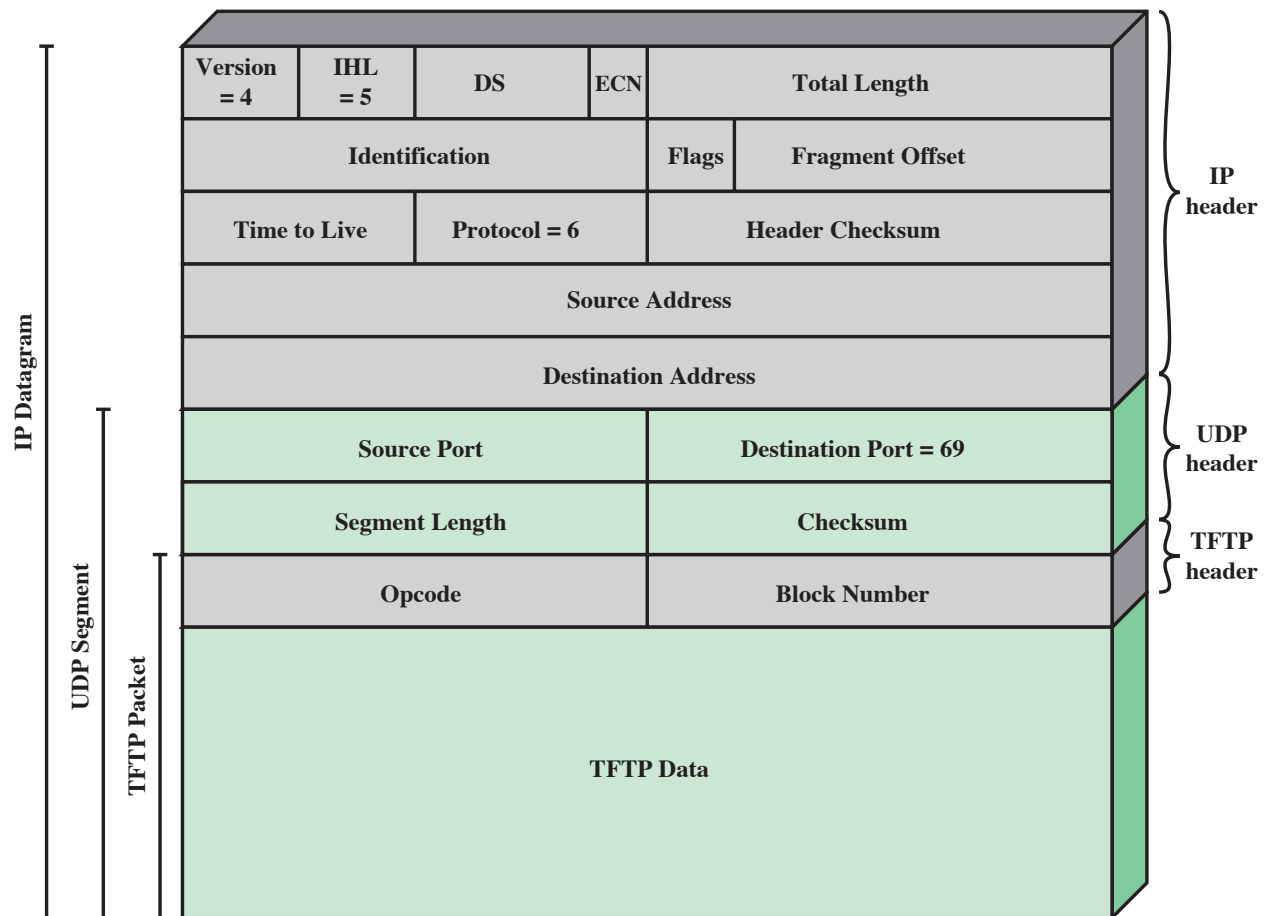 Version
= 4
IHL
= 5
DS
ECN
Total Length
Identification
Flags
Fragment Offset
Time to Live
Protocol = 6
Header Checksum
Source Address
Destination Address
Source Port
Destination Port = 69
Segment Length
Checksum
Opcode
Block Number
TFTP Data
IP Datagram
UDP Segment
TFTP Packet
IP
header
UDP
header
TFTP
header